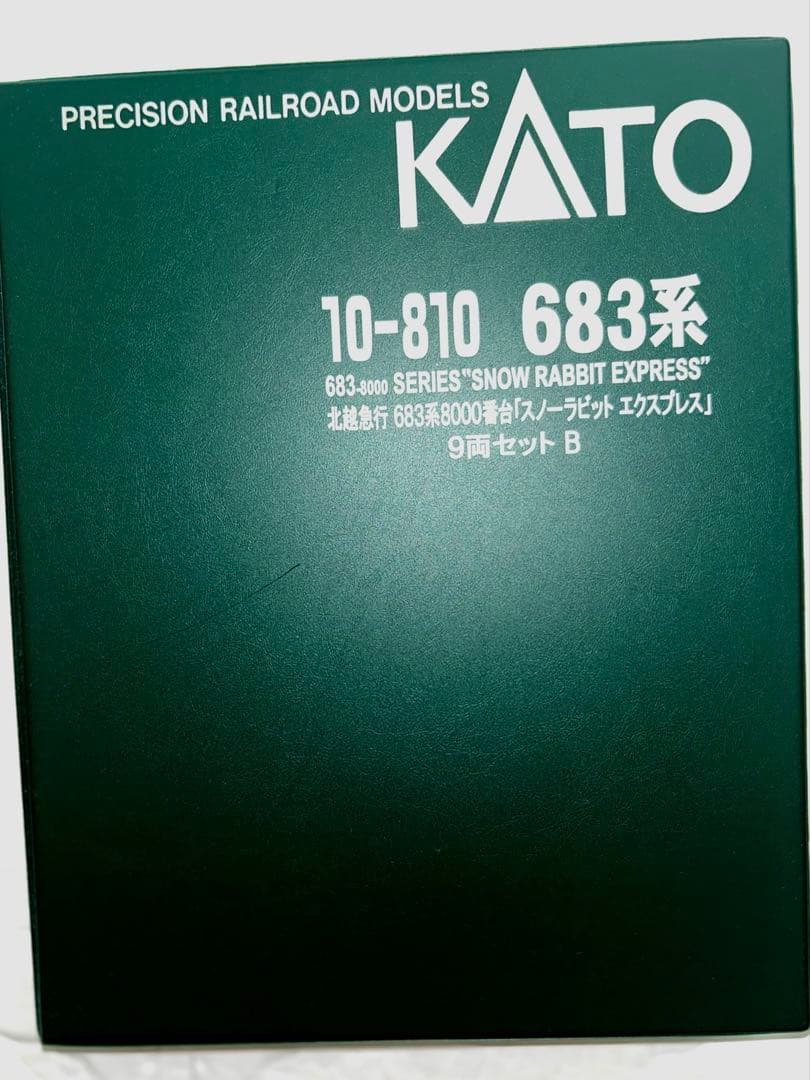 PRECISION RAILROAD MODELS
KATO
10-810 683系
683-8000 SERIES"SNOW RABBIT EXPRESS"
北越急行 683系8000番台「スノーラビット エクスプレス」
9両セット B